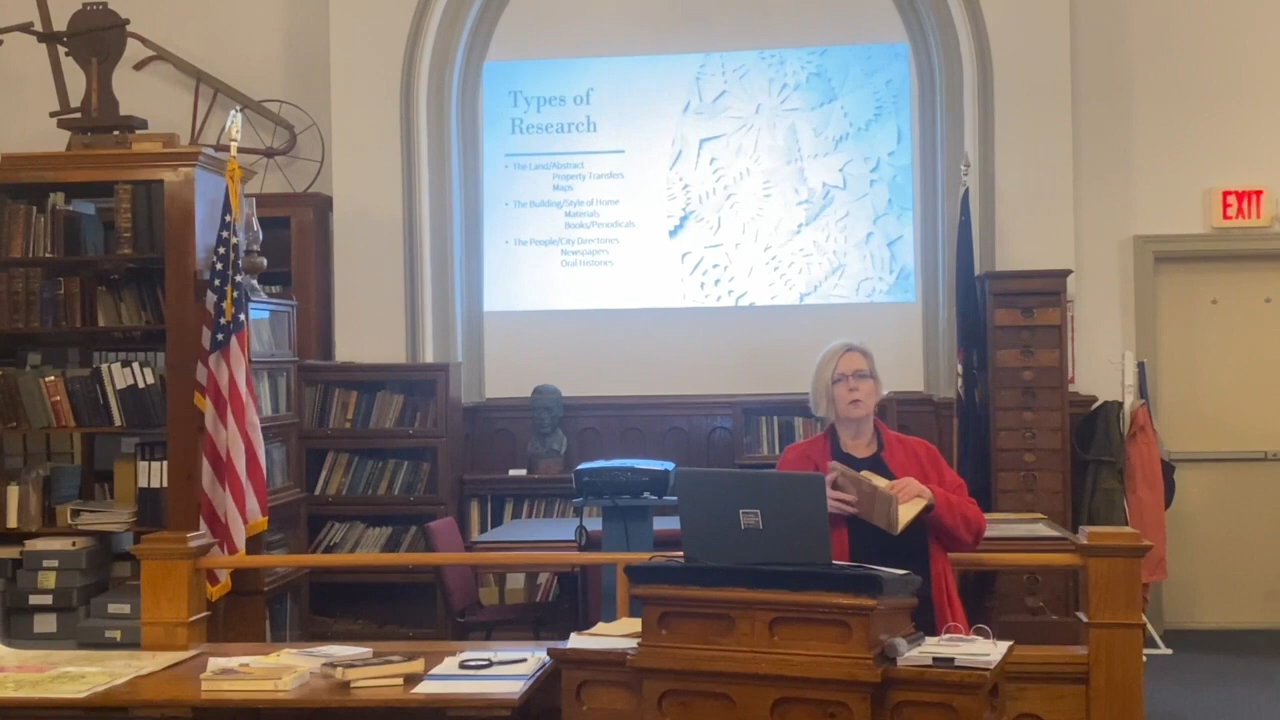 Types of
Research
• The Land/Abstract
Property Transfers
Maps
• The Building/Style of Home
Materials
Books/Periodicals
• The People/City Directories
Newspapers
Oral Histories
EXIT